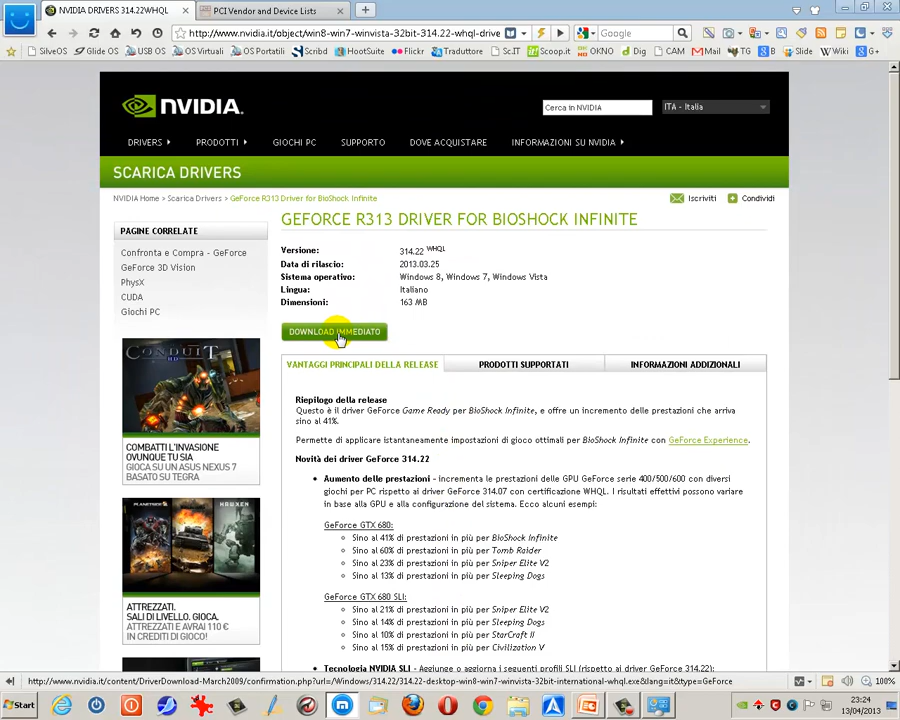 NVIDIA DRIVERS 314.22WHQL
PCI Vendor and Device Lists
http://www.nvidia.it/object/win8-win7-winvista-32bit-314.22-whql-drive
Google
SilveOS
Glide OS
USB OS
OS Virtuali
OS Portatili
Scribd
HootSuite
Flickr
Traduttore
Sc.IT
Scoop.it
OKNO
Dig
CAM
Mail
TG
B
Slide
Wiki
G+
NVIDIA.
Cerca in NVIDIA
ITA - Italia
DRIVERS
PRODOTTI
GIOCHI PC
SUPPORTO
DOVE ACQUISTARE
INFORMAZIONI SU NVIDIA
SCARICA DRIVERS
NVIDIA Home > Scarica Drivers > GeForce R313 Driver for BioShock Infinite
Iscriviti
Condividi
PAGINE CORRELATE
Confronta e Compra - GeForce
GeForce 3D Vision
PhysX
CUDA
Giochi PC
CONDUIT HD
COMBATTI L'INVASIONE
OVUNQUE TU SIA
GIOCA SU UN ASUS NEXUS 7
BASATO SU TEGRA
PLANETSIDE 2
HAWKEN
ATTREZZATI.
SALI DI LIVELLO. GIOCA.
ATTREZZATI E AVRAI 110 €
IN CREDITI DI GIOCO!
GEFORCE R313 DRIVER FOR BIOSHOCK INFINITE
Versione: 314.22 WHQL
Data di rilascio: 2013.03.25
Sistema operativo: Windows 8, Windows 7, Windows Vista
Lingua: Italiano
Dimensioni: 163 MB
DOWNLOAD IMMEDIATO
VANTAGGI PRINCIPALI DELLA RELEASE
PRODOTTI SUPPORTATI
INFORMAZIONI ADDIZIONALI
Riepilogo della release
Questo è il driver GeForce Game Ready per BioShock Infinite, e offre un incremento delle prestazioni che arriva
sino al 41%.
Permette di applicare istantaneamente impostazioni di gioco ottimali per BioShock Infinite con GeForce Experience.
Novità dei driver GeForce 314.22
Aumento delle prestazioni - Incrementa le prestazioni delle GPU GeForce serie 400/500/600 con diversi
giochi per PC rispetto ai driver GeForce 314.07 con certificazione WHQL. I risultati effettivi possono variare
in base alla GPU e alla configurazione del sistema. Ecco alcuni esempi:
GeForce GTX 680:
Sino al 41% di prestazioni in più per BioShock Infinite
Sino al 60% di prestazioni in più per Tomb Raider
Sino al 23% di prestazioni in più per Sniper Elite V2
Sino al 13% di prestazioni in più per Sleeping Dogs
GeForce GTX 680 SLI:
Sino al 21% di prestazioni in più per Sniper Elite V2
Sino al 14% di prestazioni in più per Sleeping Dogs
Sino al 10% di prestazioni in più per StarCraft II
Sino al 15% di prestazioni in più per Civilization V
Tecnologia NVIDIA SLI - Aggiunge o aggiorna i seguenti profili SLI (rispetto ai driver GeForce 314.22):
http://www.nvidia.it/content/DriverDownload-March2009/confirmation.php?url=/Windows/314.22/314.22-desktop-win8-win7-winvista-32bit-international-whql.exe&lang=it&type=GeForce
100%
Start
23:24
13/04/2013